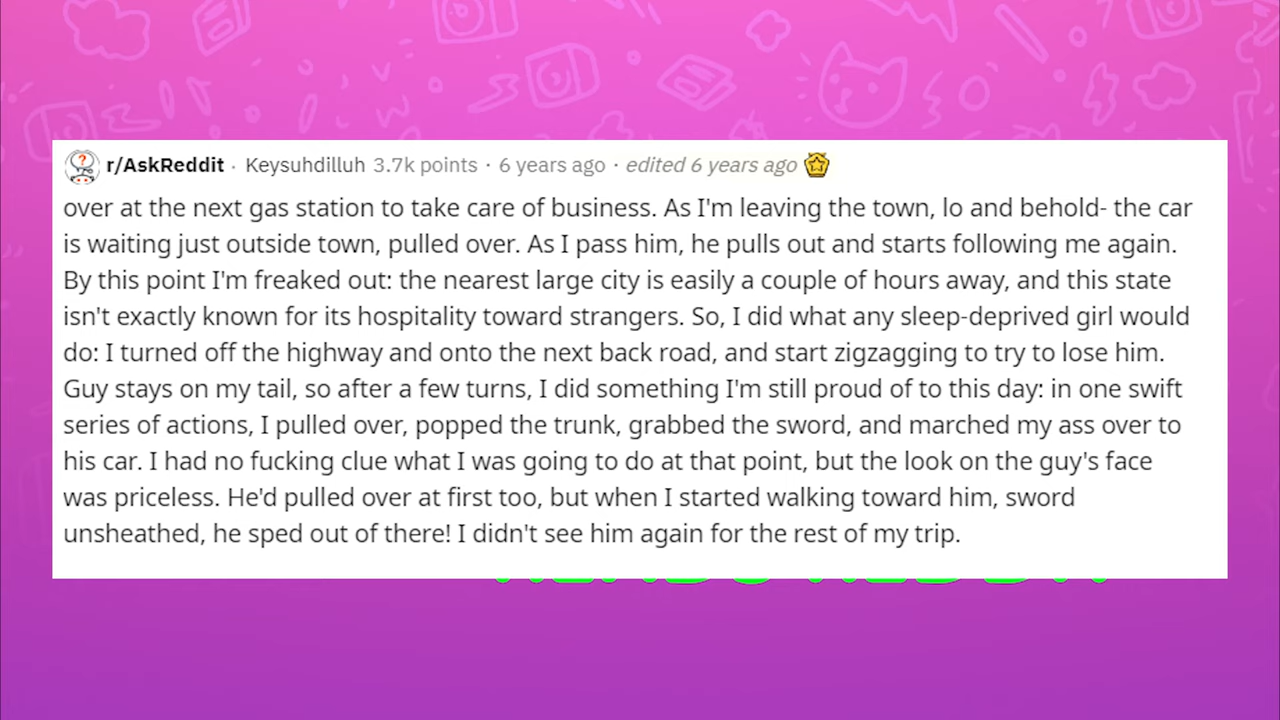 r/AskReddit · Keysuhdilluh 3.7k points · 6 years ago · edited 6 years ago
over at the next gas station to take care of business. As I'm leaving the town, lo and behold- the car
is waiting just outside town, pulled over. As I pass him, he pulls out and starts following me again.
By this point I'm freaked out: the nearest large city is easily a couple of hours away, and this state
isn't exactly known for its hospitality toward strangers. So, I did what any sleep-deprived girl would
do: I turned off the highway and onto the next back road, and start zigzagging to try to lose him.
Guy stays on my tail, so after a few turns, I did something I'm still proud of to this day: in one swift
series of actions, I pulled over, popped the trunk, grabbed the sword, and marched my ass over to
his car. I had no fucking clue what I was going to do at that point, but the look on the guy's face
was priceless. He'd pulled over at first too, but when I started walking toward him, sword
unsheathed, he sped out of there! I didn't see him again for the rest of my trip.